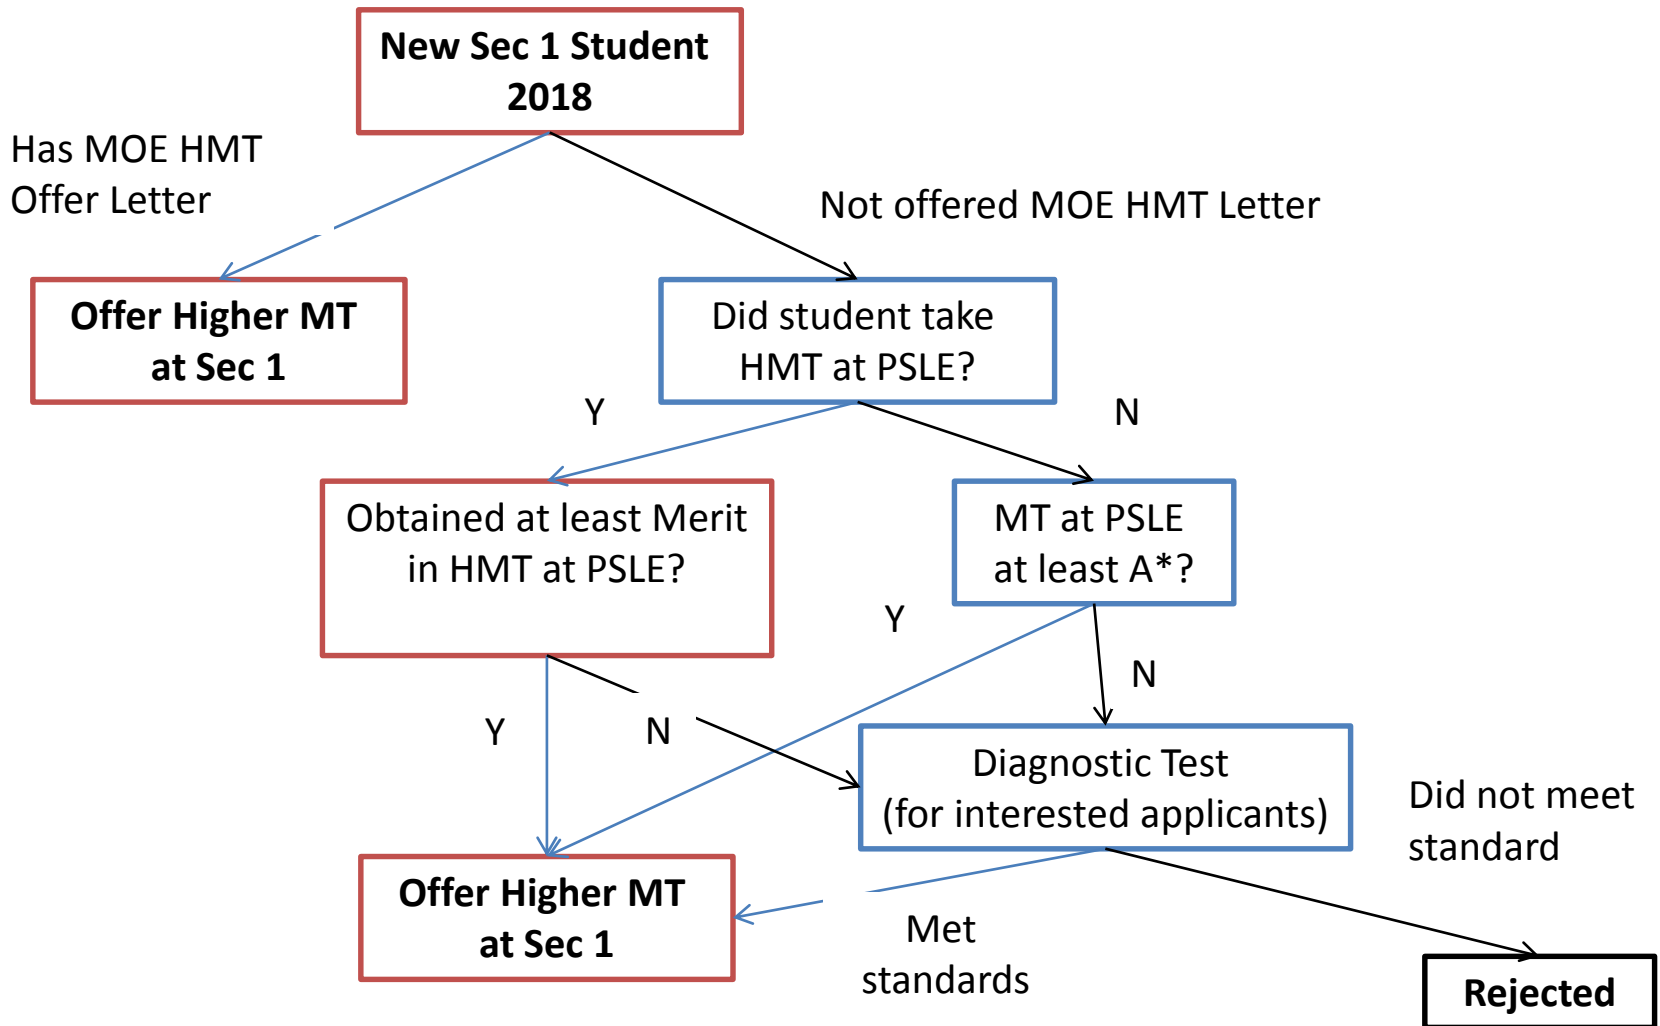 New Sec 1 Student
2018
Has MOE HMT
Offer Letter
Not offered MOE HMT Letter
Offer Higher MT
at Sec 1
Did student take
HMT at PSLE?
Y
N
Obtained at least Merit
in HMT at PSLE?
MT at PSLE
at least A*?
Y
N
Y
N
Diagnostic Test
(for interested applicants)
Did not meet
standard
Offer Higher MT
at Sec 1
Met
standards
Rejected